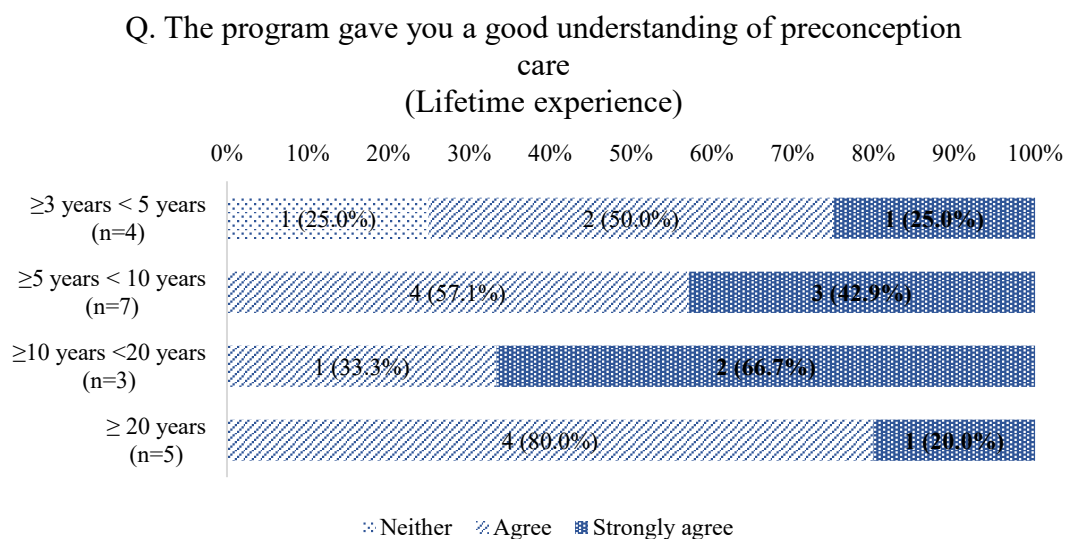 Q. The program gave you a good understanding of preconception
care
(Lifetime experience)
0% 10% 20% 30% 40% 50% 60% 70% 80% 90% 100%
≥3 years < 5 years
(n=4)
1 (25.0%) 2 (50.0%) 1 (25.0%)
≥5 years < 10 years
(n=7)
4 (57.1%) 3 (42.9%)
≥10 years <20 years
(n=3)
1 (33.3%) 2 (66.7%)
≥ 20 years
(n=5)
4 (80.0%) 1 (20.0%)
Neither Agree Strongly agree